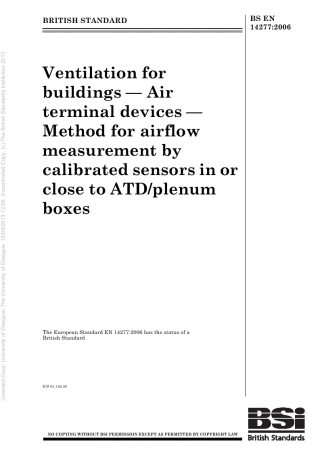 BRITISH STANDARD
BS EN
14277:2006
Ventilation for
buildings — Air
terminal devices —
Method for airflow
measurement by
calibrated sensors in or
close to ATD/plenum
boxes
The European Standard EN 14277:2006 has the status of a
British Standard
ICS 91.140.30
NO COPYING WITHOUT BSI PERMISSION EXCEPT AS PERMITTED BY COPYRIGHT LAW
BSi
British Standards
Licensed Copy: University of Glasgow, The University of Glasgow, 10/29/2010 12:05, Uncontrolled Copy, (c) The British Standards Institution 2010